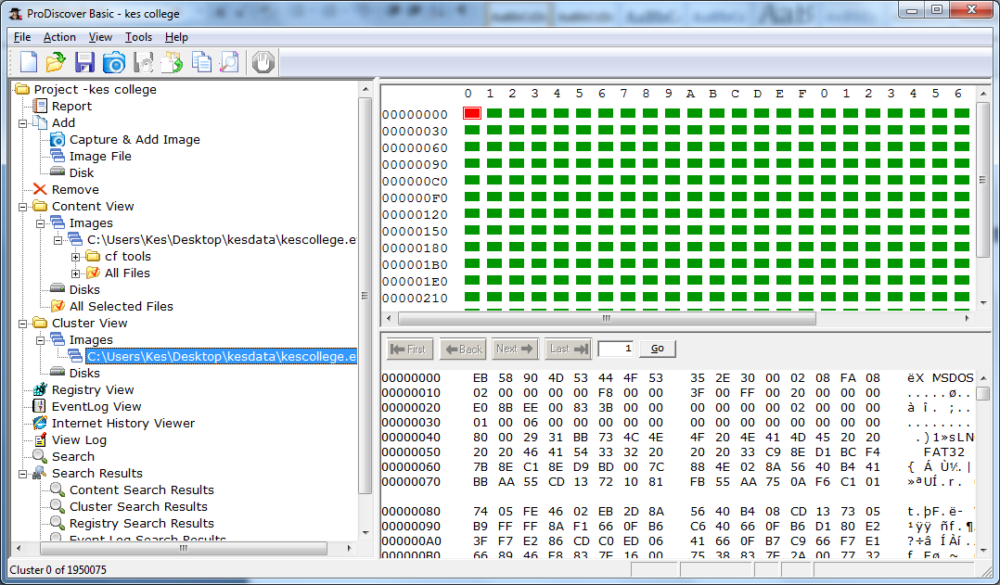 ProDiscover Basic - kes college
File Action View Tools Help
Project -kes college
Report
Add
Capture & Add Image
Image File
Disk
Remove
Content View
Images
C:\Users\Kes\Desktop\kesdata\kescollege.e
cf tools
All Files
Disks
All Selected Files
Cluster View
Images
C:\Users\Kes\Desktop\kesdata\kescollege.e
Disks
Registry View
EventLog View
Internet History Viewer
View Log
Search
Search Results
Content Search Results
Cluster Search Results
Registry Search Results
Event Log Search Results
0 1 2 3 4 5 6 7 8 9 A B C D E F 0 1 2 3 4 5 6
00000000
00000030
00000060
00000090
000000C0
000000F0
00000120
00000150
00000180
000001B0
000001E0
00000210
First Back Next Last 1 Go
00000000 EB 58 90 4D 53 44 4F 53 35 2E 30 00 02 08 FA 08 ëX MSDOS
00000010 02 00 00 00 00 F8 00 00 3F 00 FF 00 20 00 00 00 .....ø..
00000020 E0 8B EE 00 83 3B 00 00 00 00 00 00 02 00 00 00 à î. ;..
00000030 01 00 06 00 00 00 00 00 00 00 00 00 00 00 00 00 ........
00000040 80 00 29 31 BB 73 4C 4E 4F 20 4E 41 4D 45 20 20 .)1»sLN
00000050 20 20 46 41 54 33 32 20 20 20 33 C9 8E D1 BC F4 FAT32
00000060 7B 8E C1 8E D9 BD 00 7C 88 4E 02 8A 56 40 B4 41 { Á Ù½.|
00000070 BB AA 55 CD 13 72 10 81 FB 55 AA 75 0A F6 C1 01 »ªUÍ.r.
00000080 74 05 FE 46 02 EB 2D 8A 56 40 B4 08 CD 13 73 05 t.þF.ë-
00000090 B9 FF FF 8A F1 66 0F B6 C6 40 66 0F B6 D1 80 E2 ¹ÿÿ ñf.¶
000000A0 3F F7 E2 86 CD C0 ED 06 41 66 0F B7 C9 66 F7 E1 ?÷â ÍÀí.
000000B0 66 89 46 F8 83 7E 16 00 75 38 83 7E 2A 00 77 32 f Fø ~.
Cluster 0 of 1950075